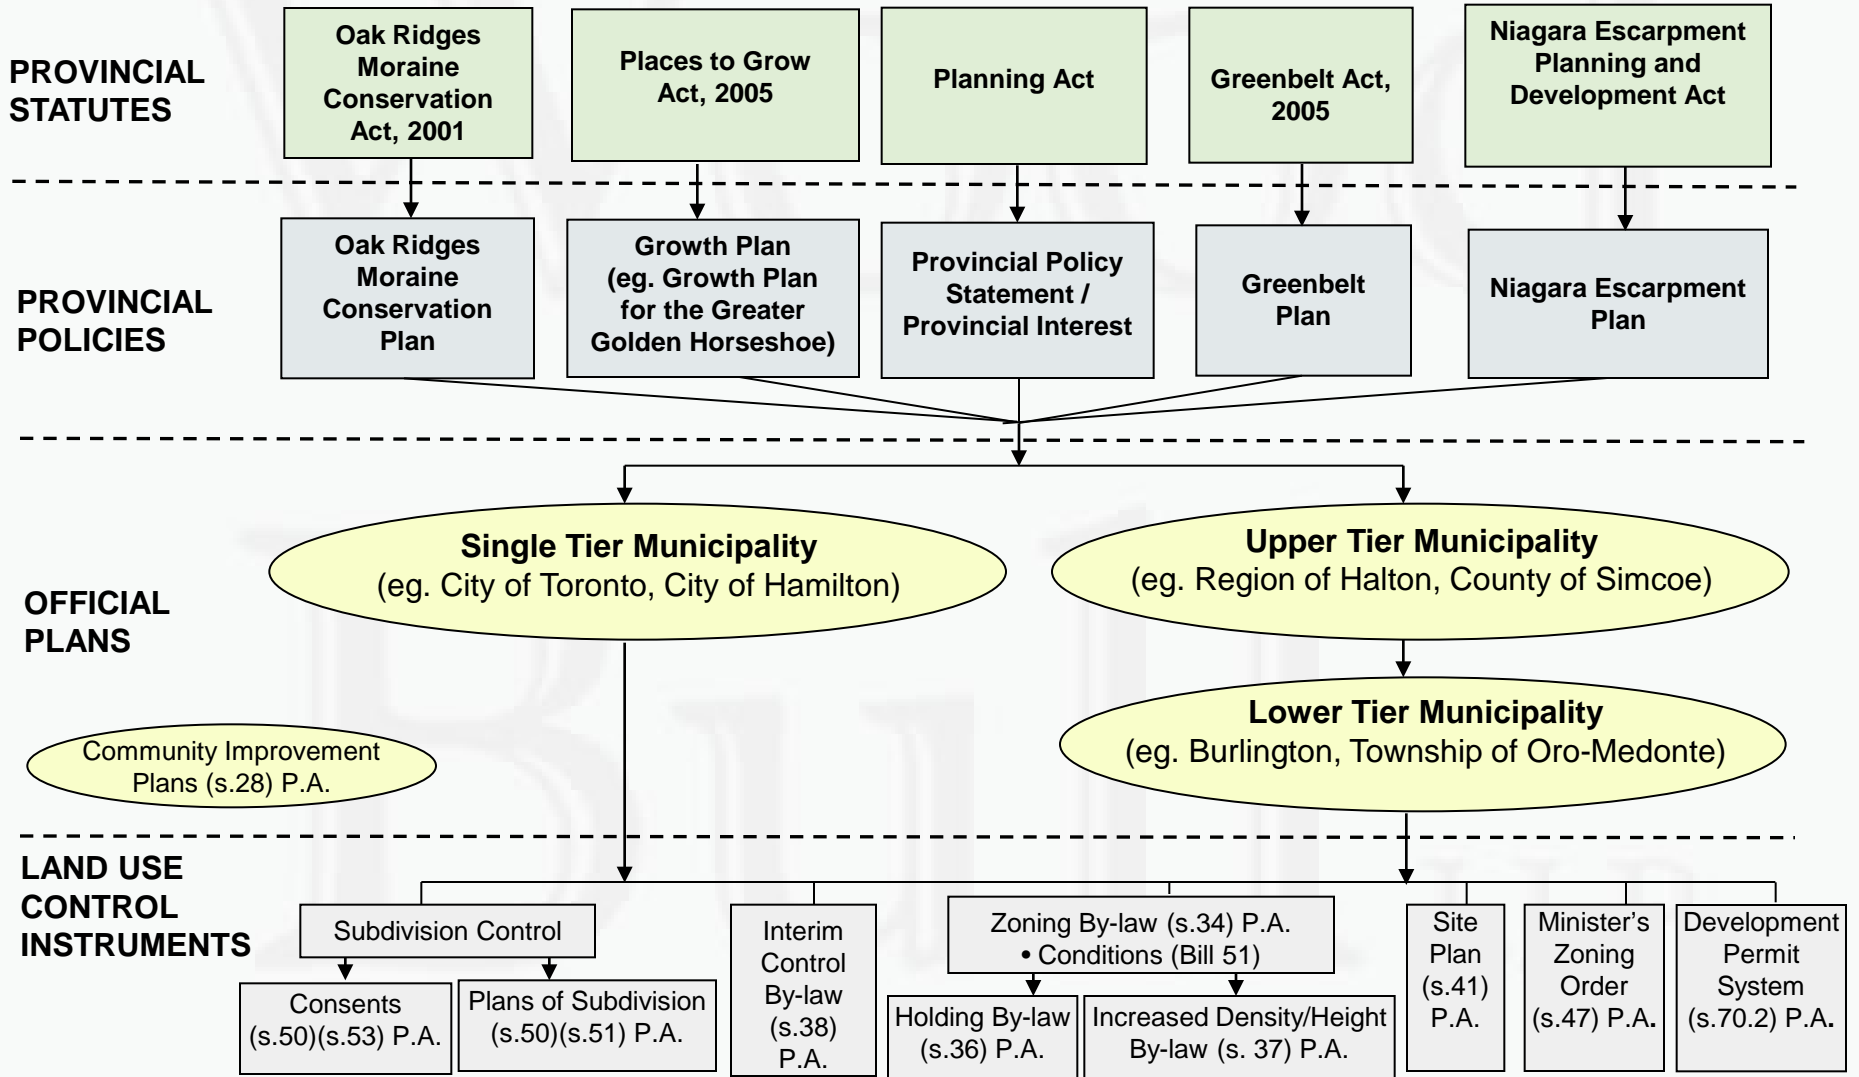 PROVINCIAL
STATUTES
Oak Ridges
Moraine
Conservation
Act, 2001
Places to Grow
Act, 2005
Planning Act
Greenbelt Act,
2005
Niagara Escarpment
Planning and
Development Act
PROVINCIAL
POLICIES
Oak Ridges
Moraine
Conservation
Plan
Growth Plan
(eg. Growth Plan
for the Greater
Golden Horseshoe)
Provincial Policy
Statement /
Provincial Interest
Greenbelt
Plan
Niagara Escarpment
Plan
OFFICIAL
PLANS
Single Tier Municipality
(eg. City of Toronto, City of Hamilton)
Upper Tier Municipality
(eg. Region of Halton, County of Simcoe)
Lower Tier Municipality
(eg. Burlington, Township of Oro-Medonte)
Community Improvement
Plans (s.28) P.A.
LAND USE
CONTROL
INSTRUMENTS
Subdivision Control
Consents
(s.50)(s.53) P.A.
Plans of Subdivision
(s.50)(s.51) P.A.
Interim
Control
By-law
(s.38)
P.A.
Zoning By-law (s.34) P.A.
• Conditions (Bill 51)
Holding By-law
(s.36) P.A.
Increased Density/Height
By-law (s. 37) P.A.
Site
Plan
(s.41)
P.A.
Minister's
Zoning
Order
(s.47) P.A.
Development
Permit
System
(s.70.2) P.A.